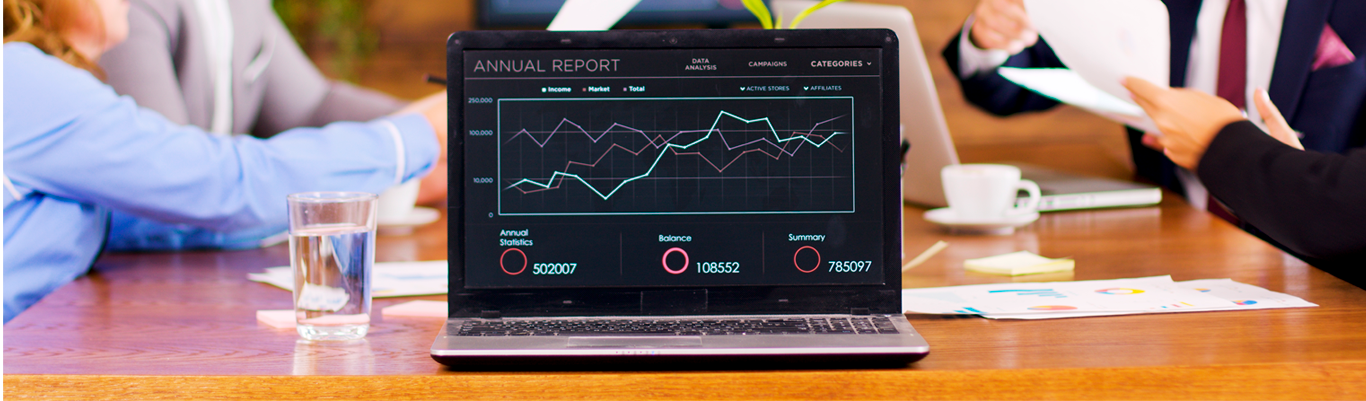 ANNUAL REPORT
DATA
ANALYSIS
CAMPAIGNS
CATEGORIES
Income Market Total
ACTIVE STORES AFFILIATES
250,000
100,000
10,000
0
Annual
Statistics
502007
Balance
108552
Summary
785097